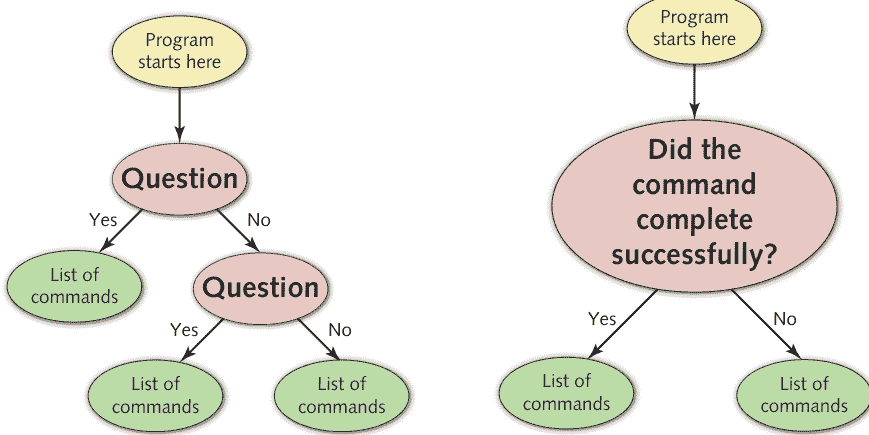 Program
starts here
Question
Yes
No
List of
commands
Question
Yes
No
List of
commands
List of
commands
Program
starts here
Did the
command
complete
successfully?
Yes
No
List of
commands
List of
commands